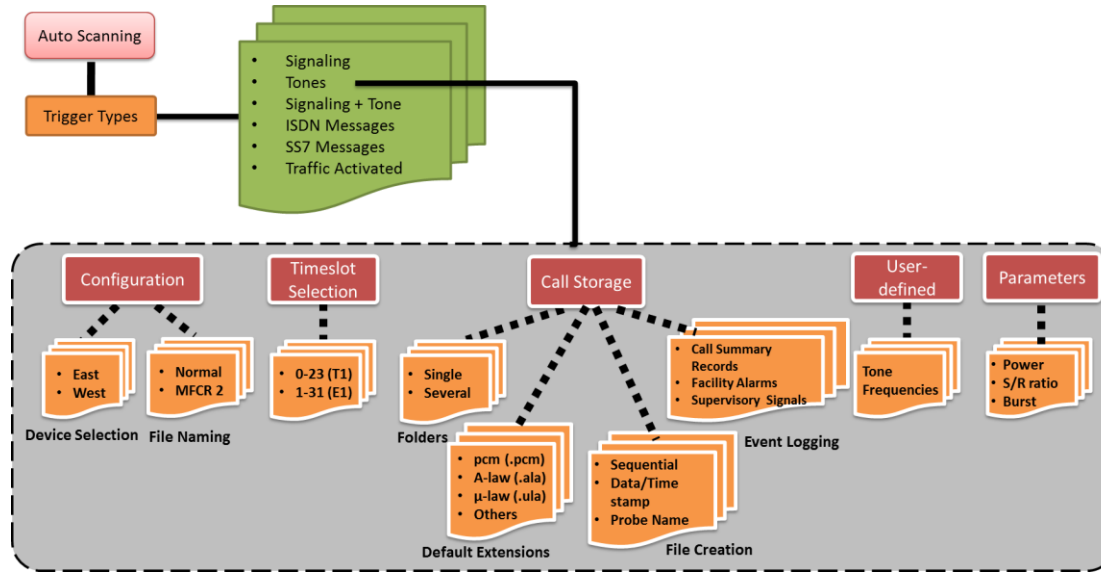 Auto Scanning
Trigger Types
• Signaling
• Tones
• Signaling + Tone
• ISDN Messages
• SS7 Messages
• Traffic Activated
Configuration
Timeslot
Selection
Call Storage
User-
defined
Parameters
• East
• West
Device Selection
• Normal
• MFCR 2
File Naming
• 0-23 (T1)
• 1-31 (E1)
• Single
• Several
Folders
• pcm (.pcm)
• A-law (.ala)
• µ-law (.ula)
• Others
Default Extensions
• Sequential
• Data/Time
stamp
• Probe Name
File Creation
• Call Summary
Records
• Facility Alarms
• Supervisory Signals
Event Logging
Tone
Frequencies
• Power
• S/R ratio
• Burst